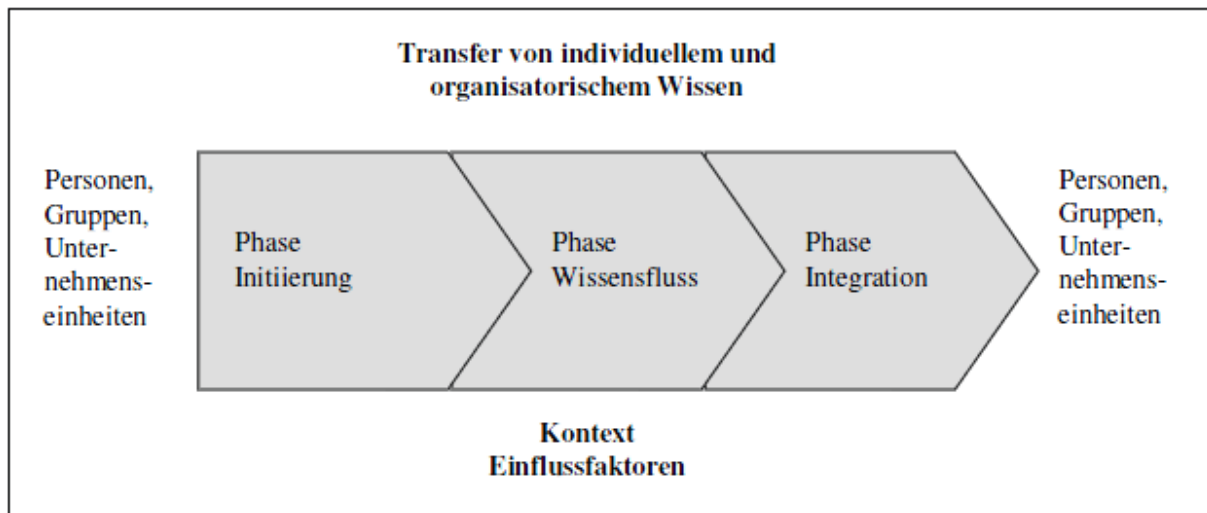 Transfer von individuellem und
organisatorischem Wissen
Personen,
Gruppen,
Unter-
nehmens-
einheiten
Phase
Initiierung
Phase
Wissensfluss
Phase
Integration
Personen,
Gruppen,
Unter-
nehmens-
einheiten
Kontext
Einflussfaktoren